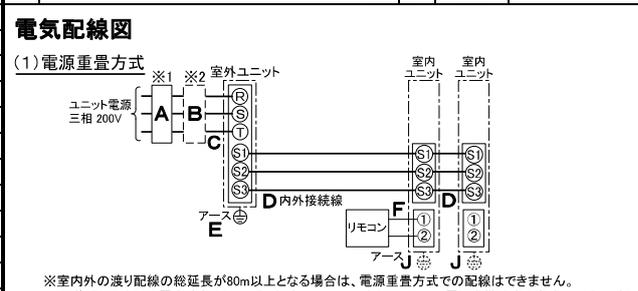 電気配線図
(1)電源重畳方式
※1
※2
室外ユニット
室内
ユニット
室内
ユニット
ユニット電源
三相 200V
A
B
C
R
S
T
S1
S2
S3
S1
S2
S3
S1
S2
S3
D 内外接続線
D
アース
E
リモコン
F
①
②
①
②
アース J
J
※室内外の渡り配線の総延長が80m以上となる場合は、電源重畳方式での配線はできません。